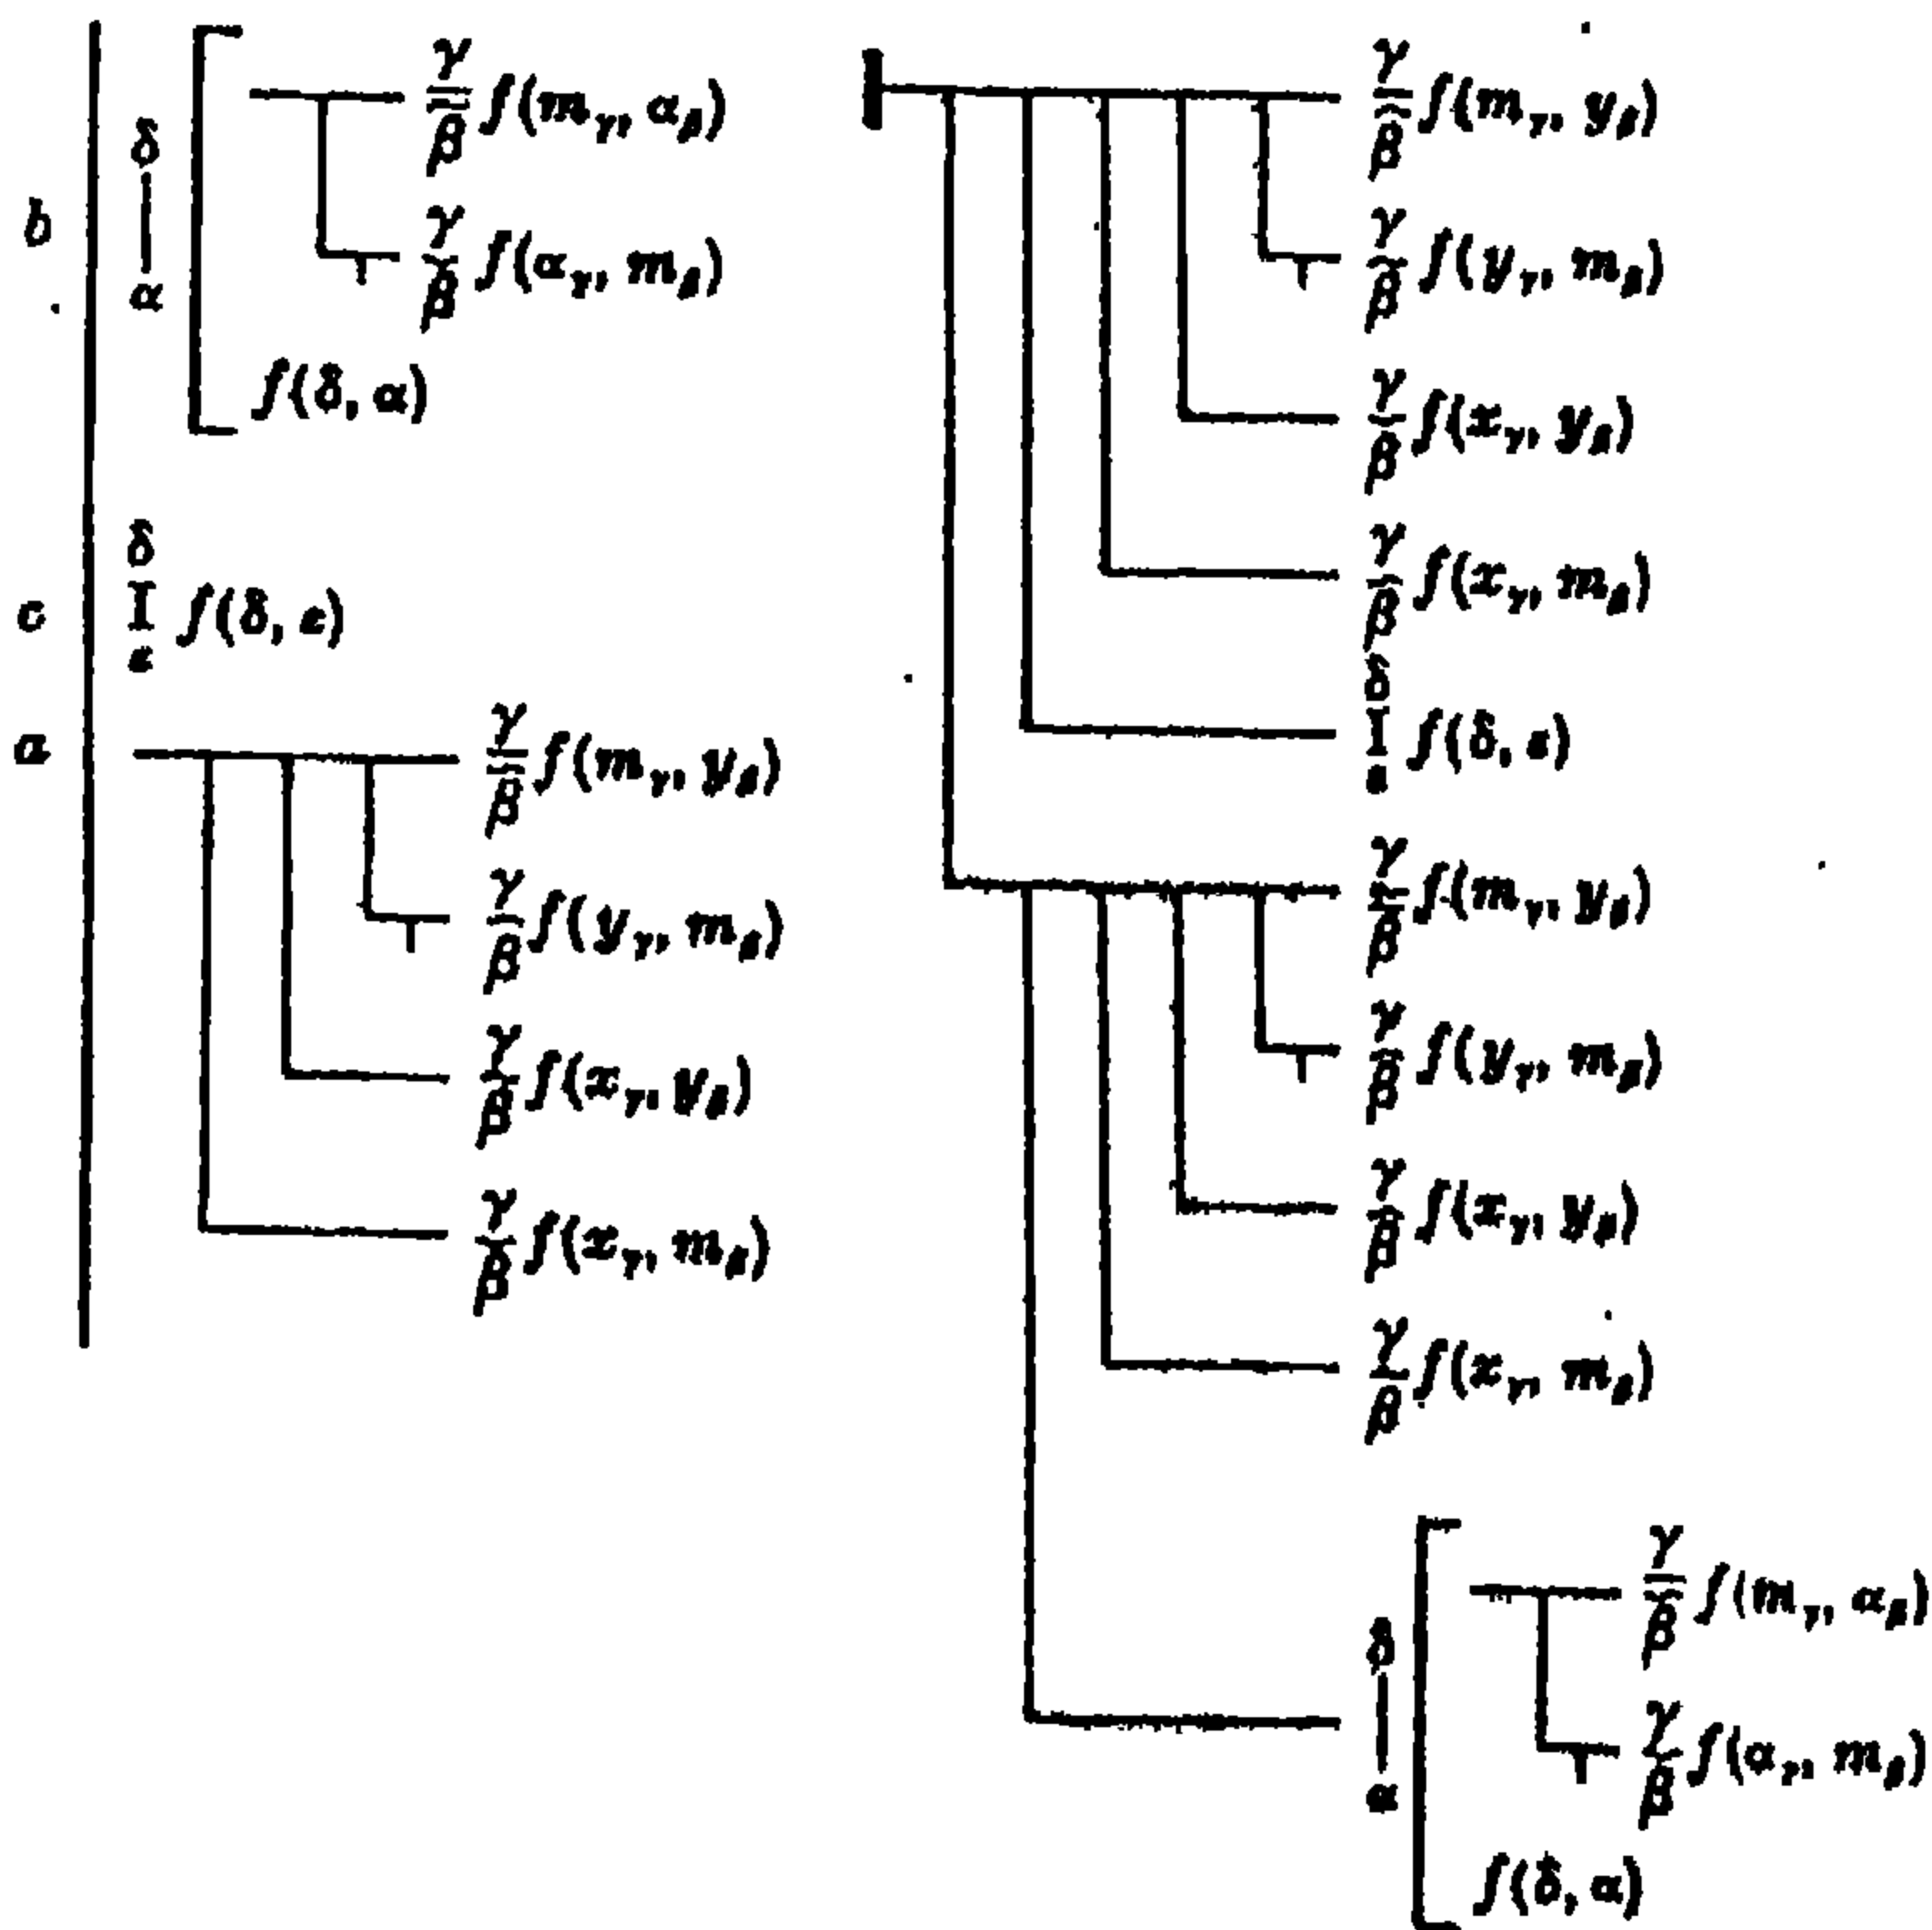 γ/β̃ f(m_γ, α_β)
δ
b
γ/β f(α_γ, m_β)
α
f(δ, α)
δ
c I f(δ, ε)
ε
a γ/β̃ f(m_γ, y_β)
γ/β̃ f(y_γ, m_β)
γ/β f(x_γ, y_β)
γ/β f(x_γ, m_β)
γ/β̃ f(m_γ, y_β)
γ/β̃ f(y_γ, m_β)
γ/β f(x_γ, y_β)
γ/β f(x_γ, m_β)
δ
I f(δ, ε)
ε
γ/β̃ f(m_γ, y_β)
γ/β̃ f(y_γ, m_β)
γ/β̃ f(x_γ, y_β)
γ/β̃ f(x_γ, m_β)
γ/β̃ f(m_γ, α_β)
δ
γ/β̃ f(α_γ, m_β)
α
f(δ, α)